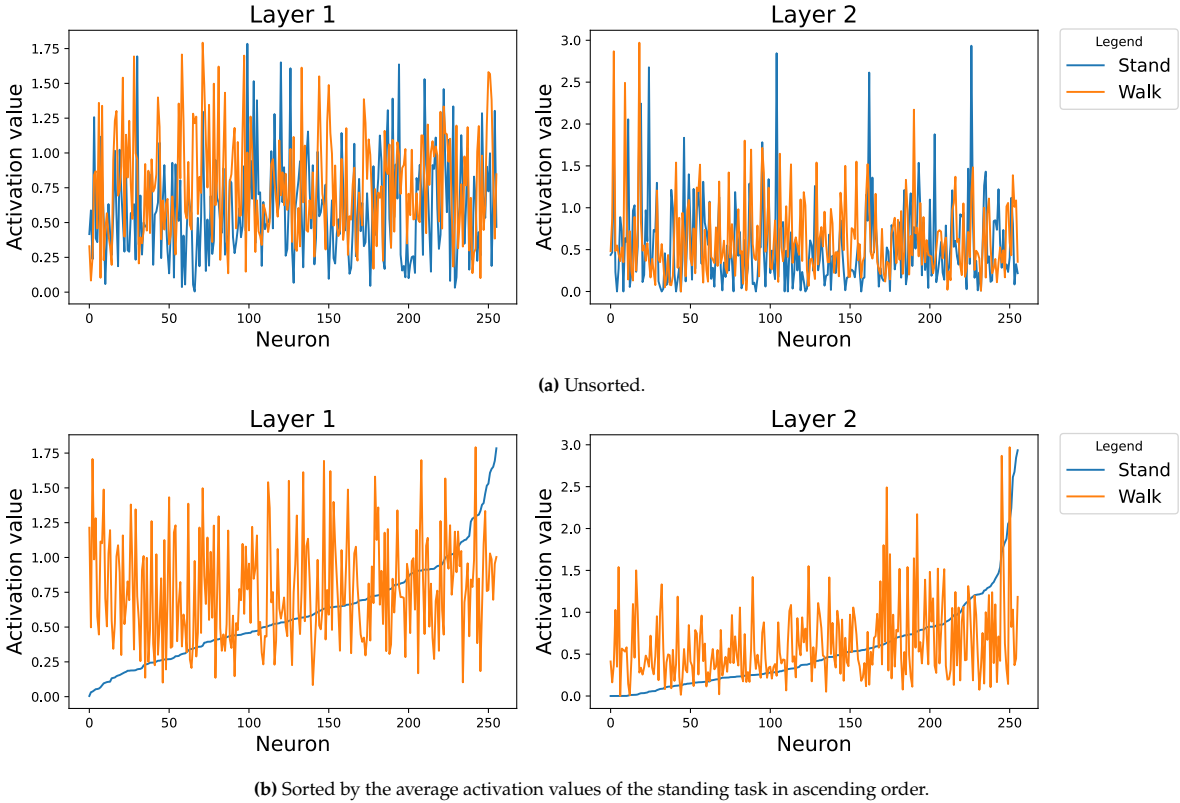 Layer 1
Activation value
1.75
1.50
1.25
1.00
0.75
0.50
0.25
0.00
0 50 100 150 200 250
Neuron
Layer 2
Activation value
3.0
2.5
2.0
1.5
1.0
0.5
0.0
0 50 100 150 200 250
Neuron
Legend
Stand
Walk
(a) Unsorted.
Layer 1
Activation value
1.75
1.50
1.25
1.00
0.75
0.50
0.25
0.00
0 50 100 150 200 250
Neuron
Layer 2
Activation value
3.0
2.5
2.0
1.5
1.0
0.5
0.0
0 50 100 150 200 250
Neuron
Legend
Stand
Walk
(b) Sorted by the average activation values of the standing task in ascending order.